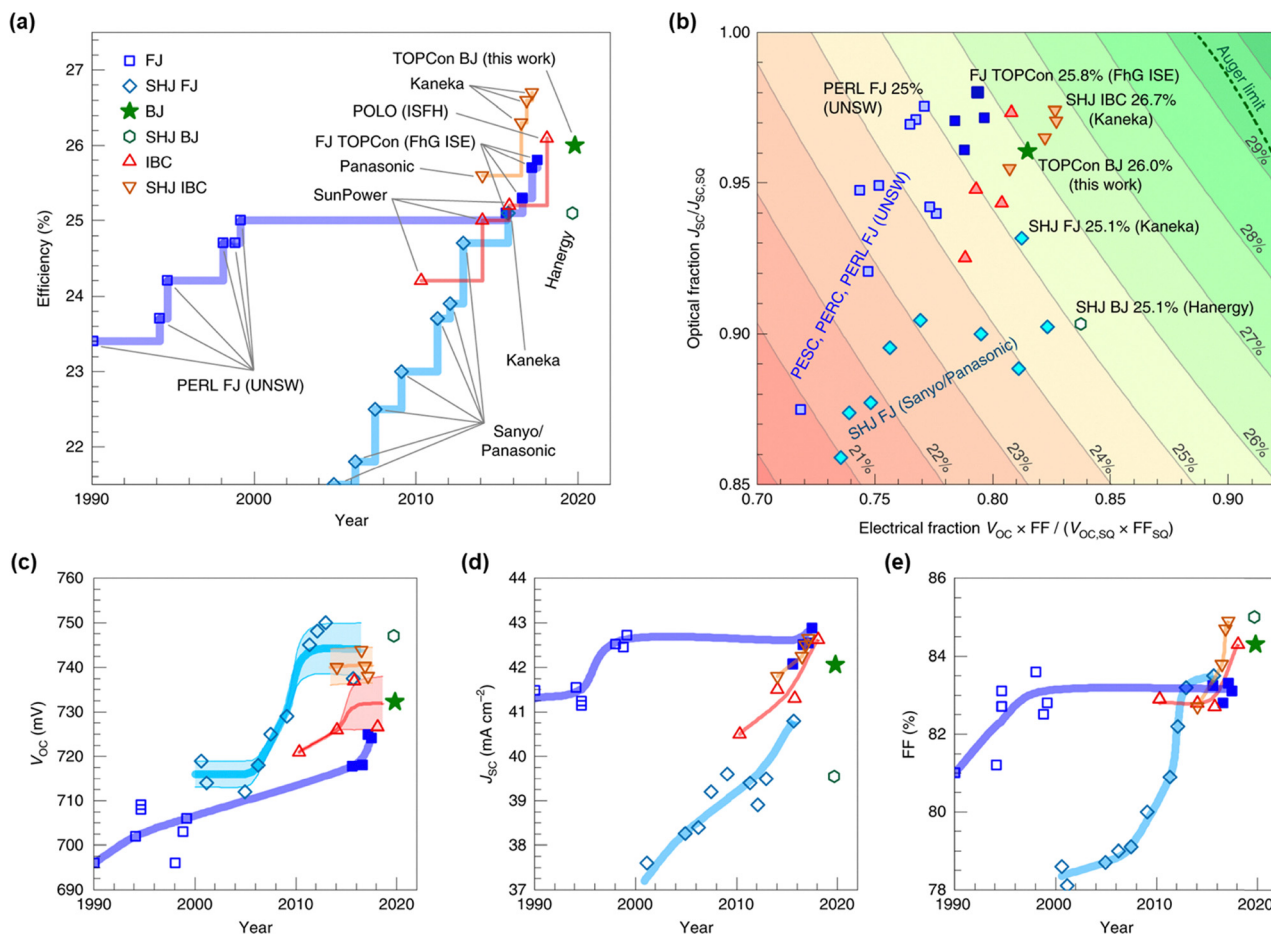 (a)
27
26
25
24
23
22
Efficiency (%)
1990
2000
2010
2020
Year
FJ
SHJ FJ
BJ
SHJ BJ
IBC
SHJ IBC
TOPCon BJ (this work)
Kaneka
POLO (ISFH)
FJ TOPCon (FhG ISE)
Panasonic
SunPower
Hanergy
Kaneka
PERL FJ (UNSW)
Sanyo/
Panasonic
(b)
1.00
0.95
0.90
0.85
Optical fraction JSC/JSC,SQ
0.70
0.75
0.80
0.85
0.90
Electrical fraction VOC × FF / (VOC,SQ × FFSQ)
PERL FJ 25%
(UNSW)
FJ TOPCon 25.8% (FhG ISE)
SHJ IBC 26.7%
(Kaneka)
Auger limit
29%
TOPCon BJ 26.0%
(this work)
SHJ FJ 25.1% (Kaneka)
28%
SHJ BJ 25.1% (Hanergy)
27%
PESC, PERC, PERL FJ (UNSW)
SHJ FJ (Sanyo/Panasonic)
21%
22%
23%
24%
25%
26%
(c)
760
750
740
730
720
710
700
690
VOC (mV)
1990
2000
2010
2020
Year
(d)
44
43
42
41
40
39
38
37
JSC (mA cm−2)
1990
2000
2010
2020
Year
(e)
86
84
82
80
78
FF (%)
1990
2000
2010
2020
Year